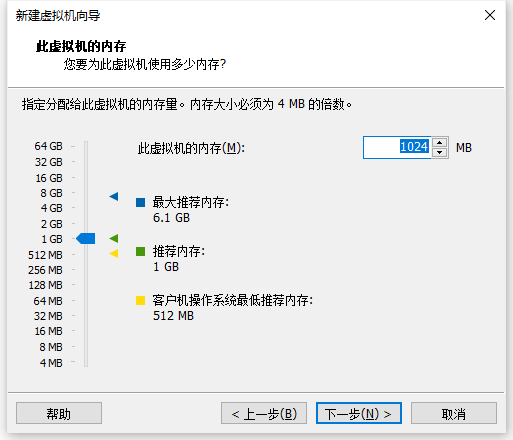 新建虚拟机向导
此虚拟机的内存
您要为此虚拟机使用多少内存?
指定分配给此虚拟机的内存量。内存大小必须为 4 MB 的倍数。
64 GB
32 GB
16 GB
8 GB
4 GB
2 GB
1 GB
512 MB
256 MB
128 MB
64 MB
32 MB
16 MB
8 MB
4 MB
此虚拟机的内存(M): 1024 MB
最大推荐内存:
6.1 GB
推荐内存:
1 GB
客户机操作系统最低推荐内存:
512 MB
帮助 < 上一步(B) 下一步(N) > 取消